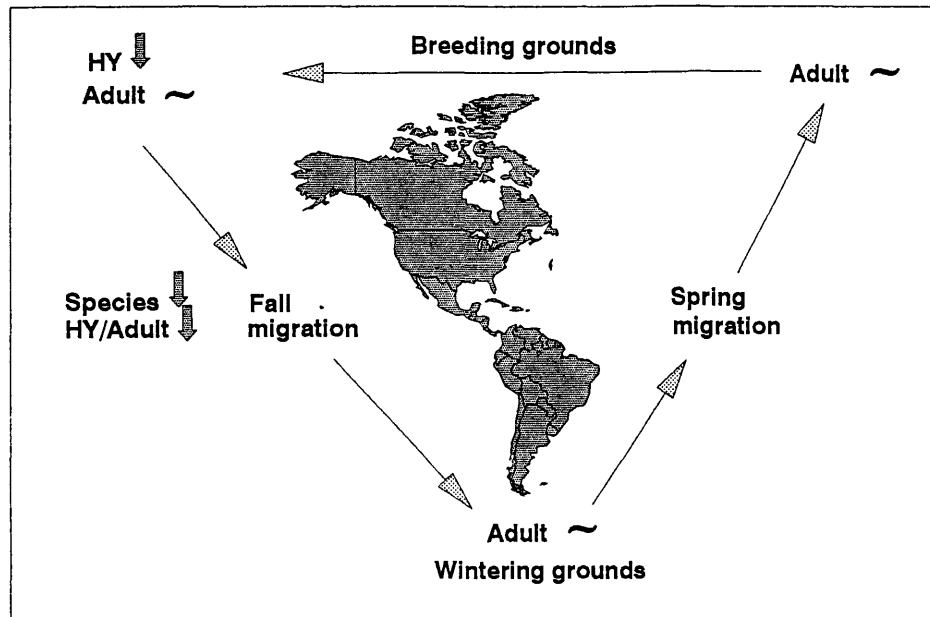 Breeding grounds
HY
Adult ~
Adult ~
Species
HY/Adult
Fall
migration
Spring
migration
Adult ~
Wintering grounds